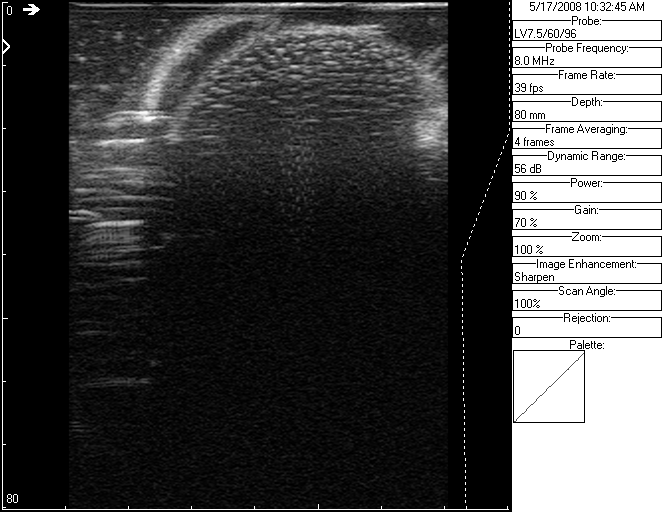 0
80
5/17/2008 10:32:45 AM
Probe:
LV7.5/60/96
Probe Frequency:
8.0 MHz
Frame Rate:
39 fps
Depth:
80 mm
Frame Averaging:
4 frames
Dynamic Range:
56 dB
Power:
90 %
Gain:
70 %
Zoom:
100 %
Image Enhancement:
Sharpen
Scan Angle:
100%
Rejection:
0
Palette: